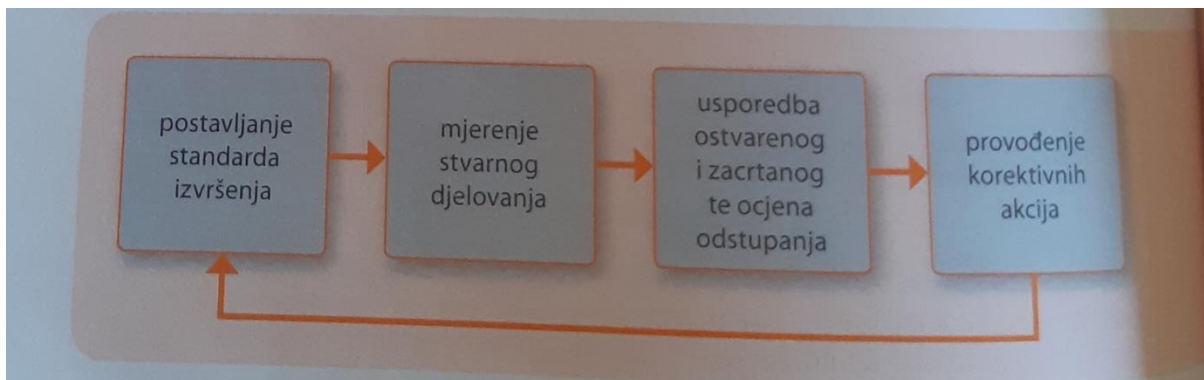 postavljanje
standarda
izvršenja
mjerenje
stvarnog
djelovanja
usporedba
ostvarenog
i zacrtanog
te ocjena
odstupanja
provođenje
korektivnih
akcija